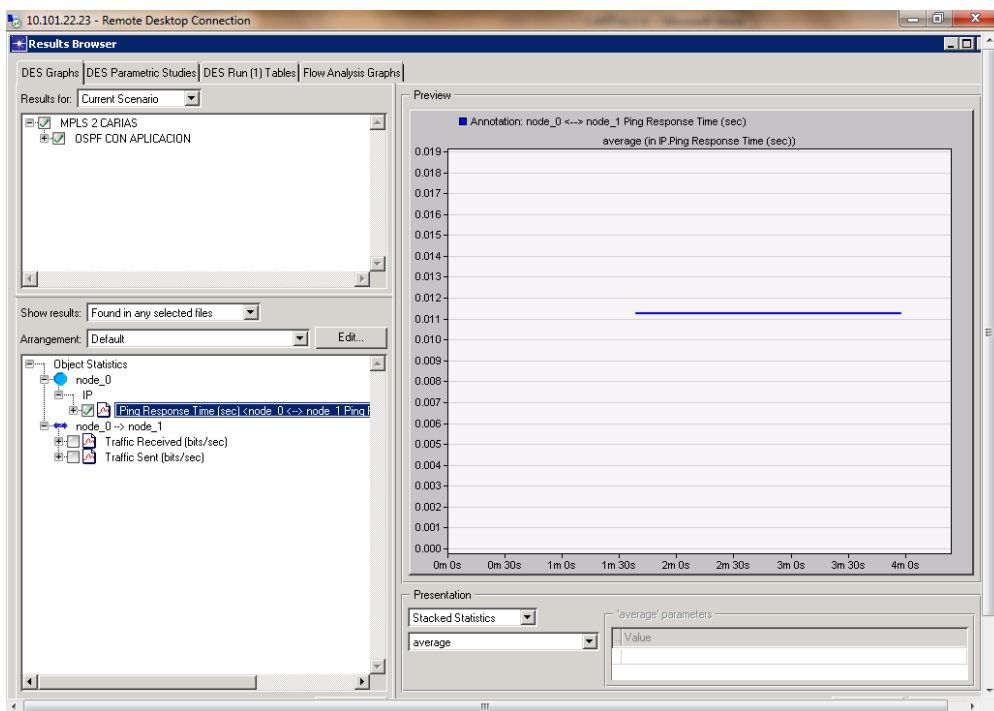 10.101.22.23 - Remote Desktop Connection
Results Browser
DES Graphs DES Parametric Studies DES Run (1) Tables Flow Analysis Graphs
Results for: Current Scenario
MPLS 2 CARIAS
OSPF CON APLICACION
Show results: Found in any selected files
Arrangement: Default Edit...
Object Statistics
node_0
IP
Ping Response Time (sec) <node_0 <--> node_1 Ping
node_0 --> node_1
Traffic Received (bits/sec)
Traffic Sent (bits/sec)
Preview
Annotation: node_0 <--> node_1 Ping Response Time (sec)
average (in IP.Ping Response Time (sec))
0.019
0.018
0.017
0.016
0.015
0.014
0.013
0.012
0.011
0.010
0.009
0.008
0.007
0.006
0.005
0.004
0.003
0.002
0.001
0.000
0m 0s 0m 30s 1m 0s 1m 30s 2m 0s 2m 30s 3m 0s 3m 30s 4m 0s
Presentation
Stacked Statistics
average
'average' parameters
.. Value